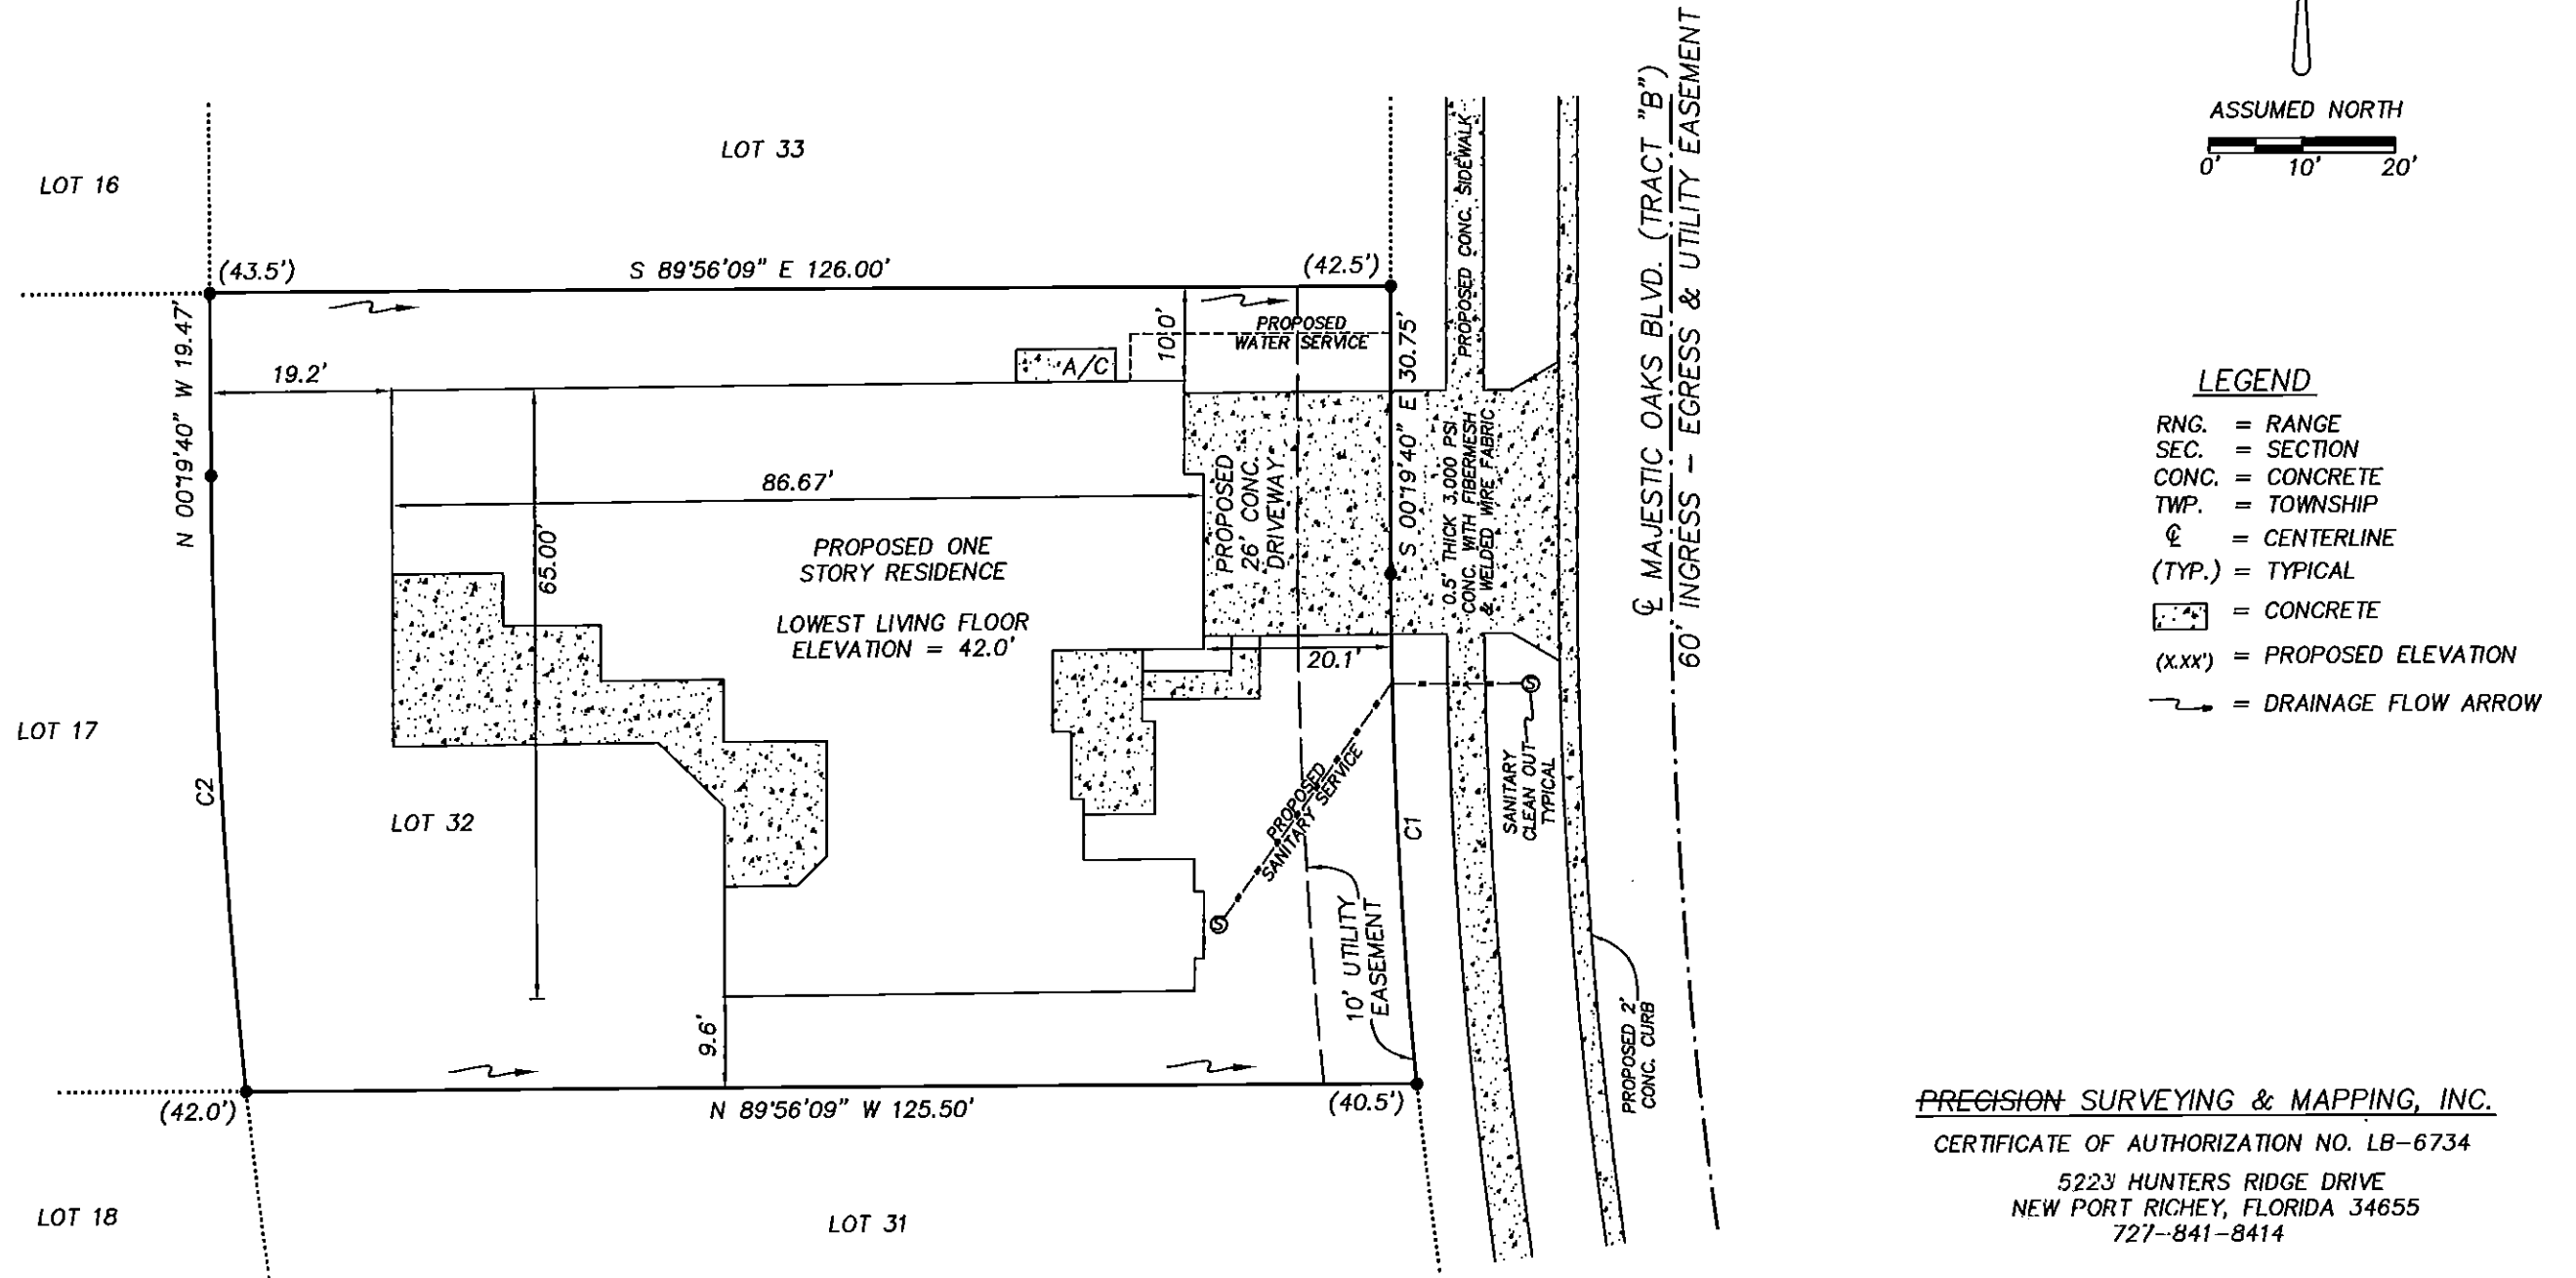 LOT 16
LOT 33
ASSUMED NORTH
0' 10' 20'
(43.5')
S 89°56'09" E 126.00'
(42.5')
N 00°19'40" W 19.47'
19.2'
A/C
10.0'
PROPOSED
WATER SERVICE
S 00°19'40" E 30.75'
PROPOSED CONC. SIDEWALK
0.5' THICK 3,000 PSI
CONC. WITH FIBERMESH
& WELDED WIRE FABRIC
℄ MAJESTIC OAKS BLVD. (TRACT "B")
60' INGRESS - EGRESS & UTILITY EASEMENT
86.67'
65.00'
PROPOSED ONE
STORY RESIDENCE
LOWEST LIVING FLOOR
ELEVATION = 42.0'
PROPOSED
26' CONC.
DRIVEWAY
20.1'
LOT 17
C2
LOT 32
PROPOSED
SANITARY SERVICE
S
S
SANITARY
CLEAN OUT
TYPICAL
C1
10' UTILITY
EASEMENT
PROPOSED 2'
CONC. CURB
9.6'
(42.0')
N 89°56'09" W 125.50'
(40.5')
LOT 18
LOT 31
LEGEND
RNG. = RANGE
SEC. = SECTION
CONC. = CONCRETE
TWP. = TOWNSHIP
℄ = CENTERLINE
(TYP.) = TYPICAL
= CONCRETE
(X.XX') = PROPOSED ELEVATION
= DRAINAGE FLOW ARROW
PRECISION SURVEYING & MAPPING, INC.
CERTIFICATE OF AUTHORIZATION NO. LB-6734
5223 HUNTERS RIDGE DRIVE
NEW PORT RICHEY, FLORIDA 34655
727-841-8414